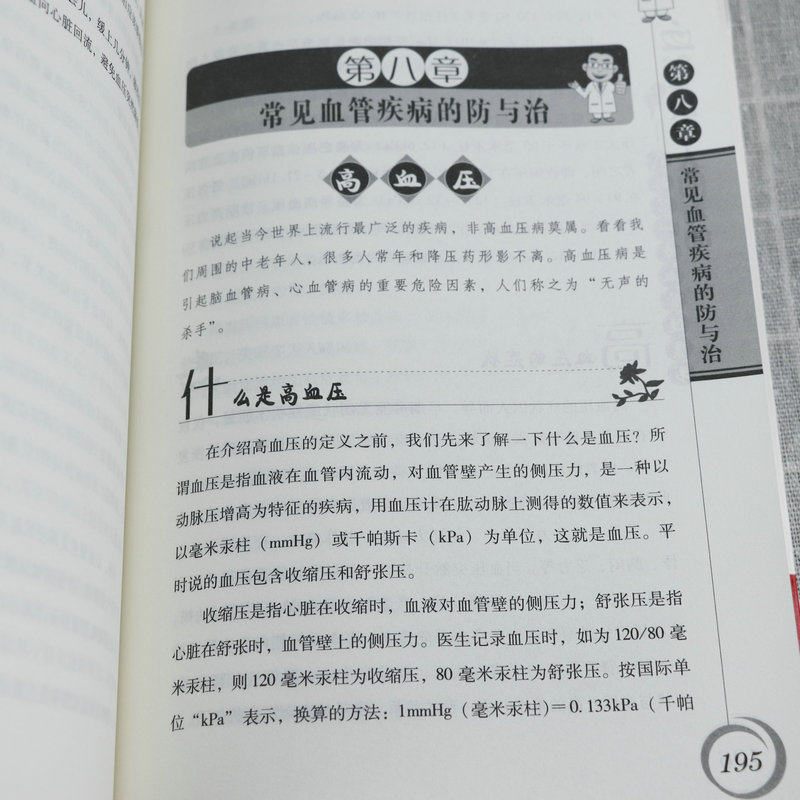 第八章
常见血管疾病的防与治
高血压
说起当今世界上流行最广泛的疾病，非高血压病莫属。看看我
们周围的中老年人，很多人常年和降压药形影不离。高血压病是
引起脑血管病、心血管病的重要危险因素，人们称之为“无声的
杀手”。
什么是高血压
在介绍高血压的定义之前，我们先来了解一下什么是血压？所
谓血压是指血液在血管内流动，对血管壁产生的侧压力，是一种以
动脉压增高为特征的疾病，用血压计在肱动脉上测得的数值来表示，
以毫米汞柱（mmHg）或千帕斯卡（kPa）为单位，这就是血压。平
时说的血压包含收缩压和舒张压。
收缩压是指心脏在收缩时，血液对血管壁的侧压力；舒张压是指
心脏在舒张时，血管壁上的侧压力。医生记录血压时，如为 120/80 毫
米汞柱，则 120 毫米汞柱为收缩压，80 毫米汞柱为舒张压。按国际单
位“kPa”表示，换算的方法：1mmHg（毫米汞柱）＝0.133kPa（千帕
第八章
常见血管疾病的防与治
195